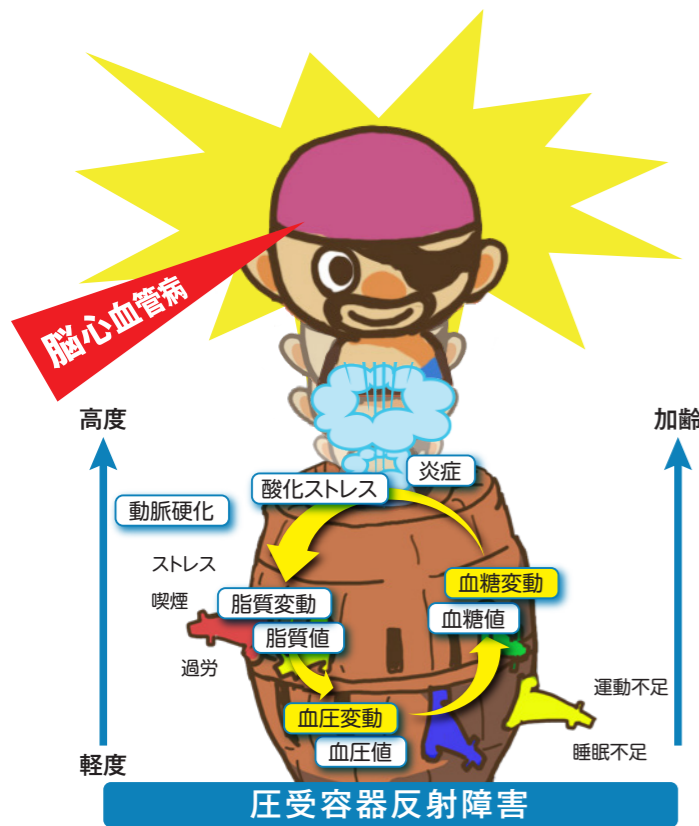 脳心血管病
高度
加齢
炎症
酸化ストレス
動脈硬化
ストレス
喫煙
過労
脂質変動
脂質値
血糖変動
血糖値
血圧変動
血圧値
運動不足
睡眠不足
軽度
圧受容器反射障害